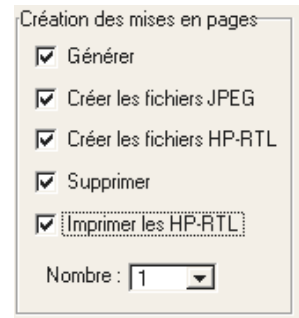 Création des mises en pages
Générer
Créer les fichiers JPEG
Créer les fichiers HP-RTL
Supprimer
Imprimer les HP-RTL
Nombre : 1